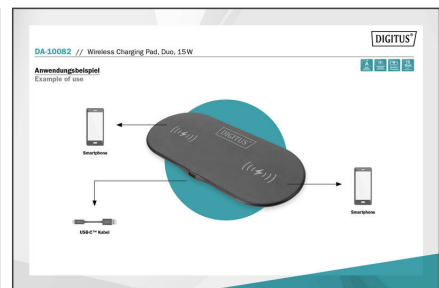 DIGITUS®
DA-10082 // Wireless Charging Pad, Duo, 15W
Anwendungsbeispiel
Example of use
DIGITUS
Smartphone
Smartphone
USB-C™ Kabel